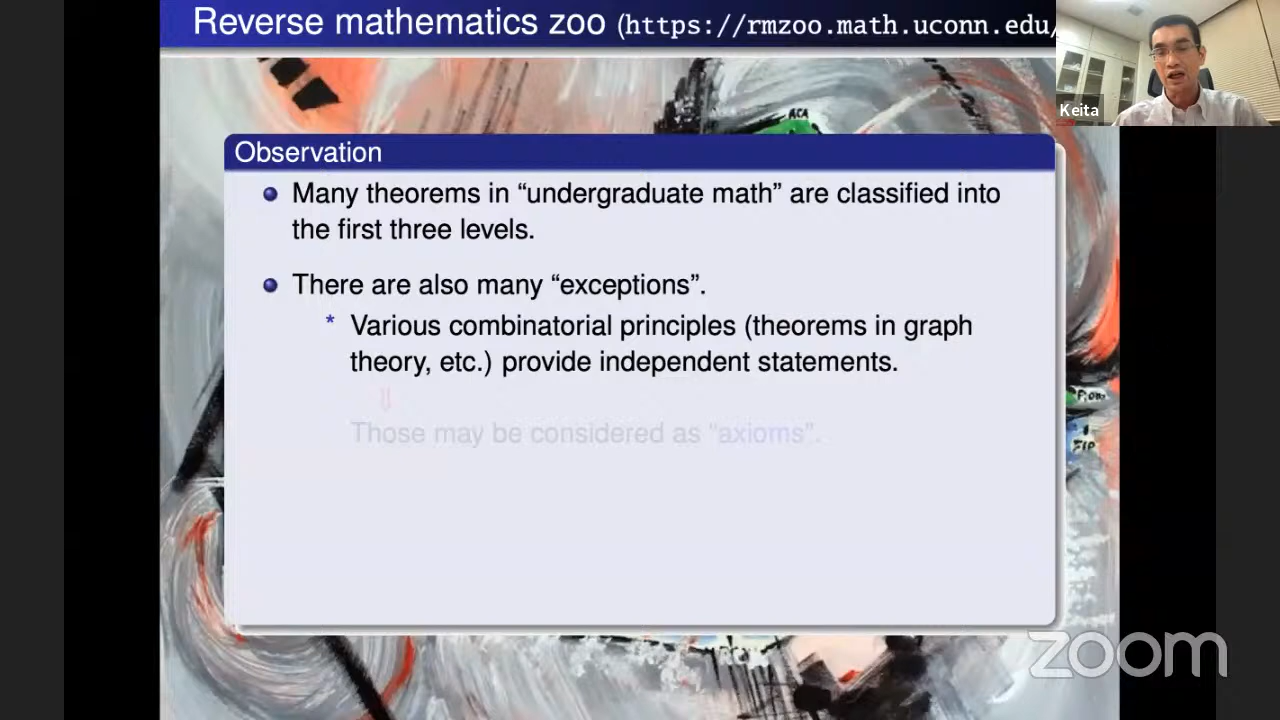 Reverse mathematics zoo (https://rmzoo.math.uconn.edu/
Keita
ACA
Observation
Many theorems in “undergraduate math” are classified into
the first three levels.
There are also many “exceptions”.
* Various combinatorial principles (theorems in graph
theory, etc.) provide independent statements.
⇓
Those may be considered as “axioms”.
zoom